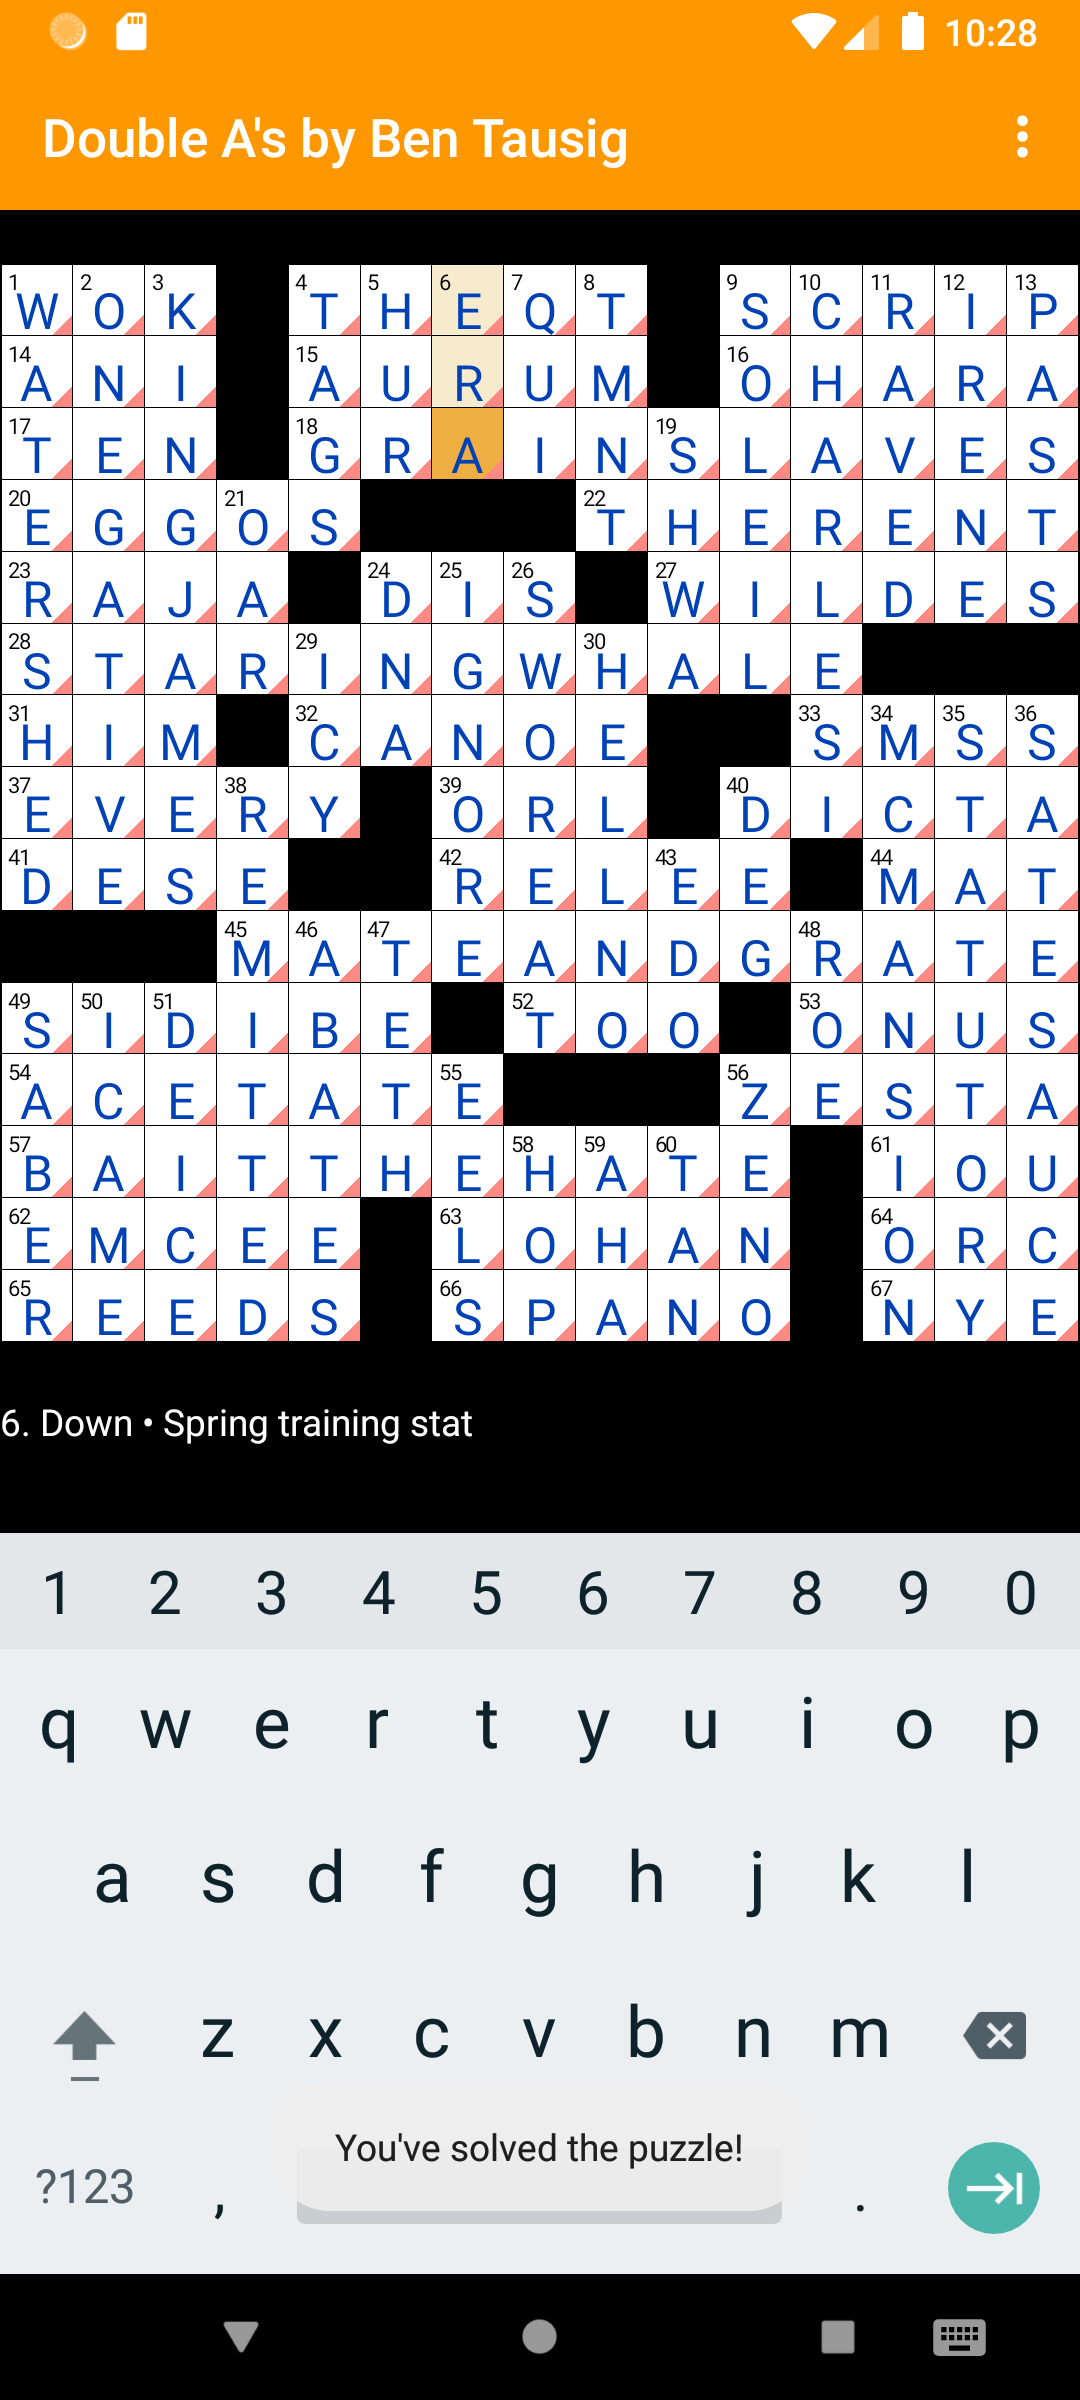 10:28
Double A's by Ben Tausig
1 2 3 4 5 6 7 8 9 10 11 12 13
W O K T H E Q T S C R I P
14 15 16
A N I A U R U M O H A R A
17 18 19
T E N G R A I N S L A V E S
20 21 22
E G G O S T H E R E N T
23 24 25 26 27
R A J A D I S W I L D E S
28 29 30
S T A R I N G W H A L E
31 32 33 34 35 36
H I M C A N O E S M S S
37 38 39 40
E V E R Y O R L D I C T A
41 42 43 44
D E S E R E L E E M A T
45 46 47 48
M A T E A N D G R A T E
49 50 51 52 53
S I D I B E T O O O N U S
54 55 56
A C E T A T E Z E S T A
57 58 59 60 61
B A I T T H E H A T E I O U
62 63 64
E M C E E L O H A N O R C
65 66 67
R E E D S S P A N O N Y E
6. Down • Spring training stat
1 2 3 4 5 6 7 8 9 0
q w e r t y u i o p
a s d f g h j k l
z x c v b n m
You've solved the puzzle!
?123 , .